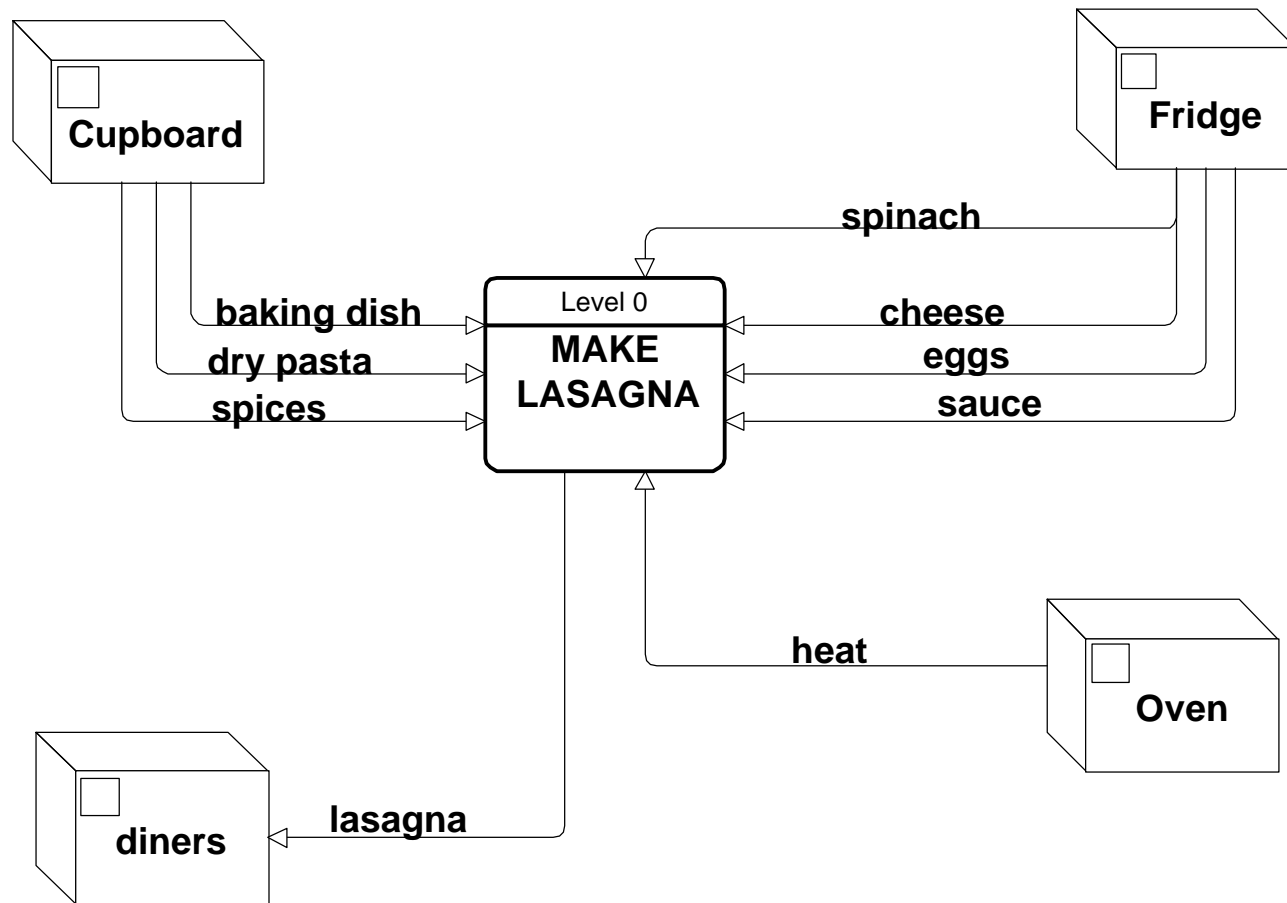 Cupboard
Fridge
spinach
Level 0
MAKE
LASAGNA
baking dish
dry pasta
spices
cheese
eggs
sauce
heat
Oven
lasagna
diners